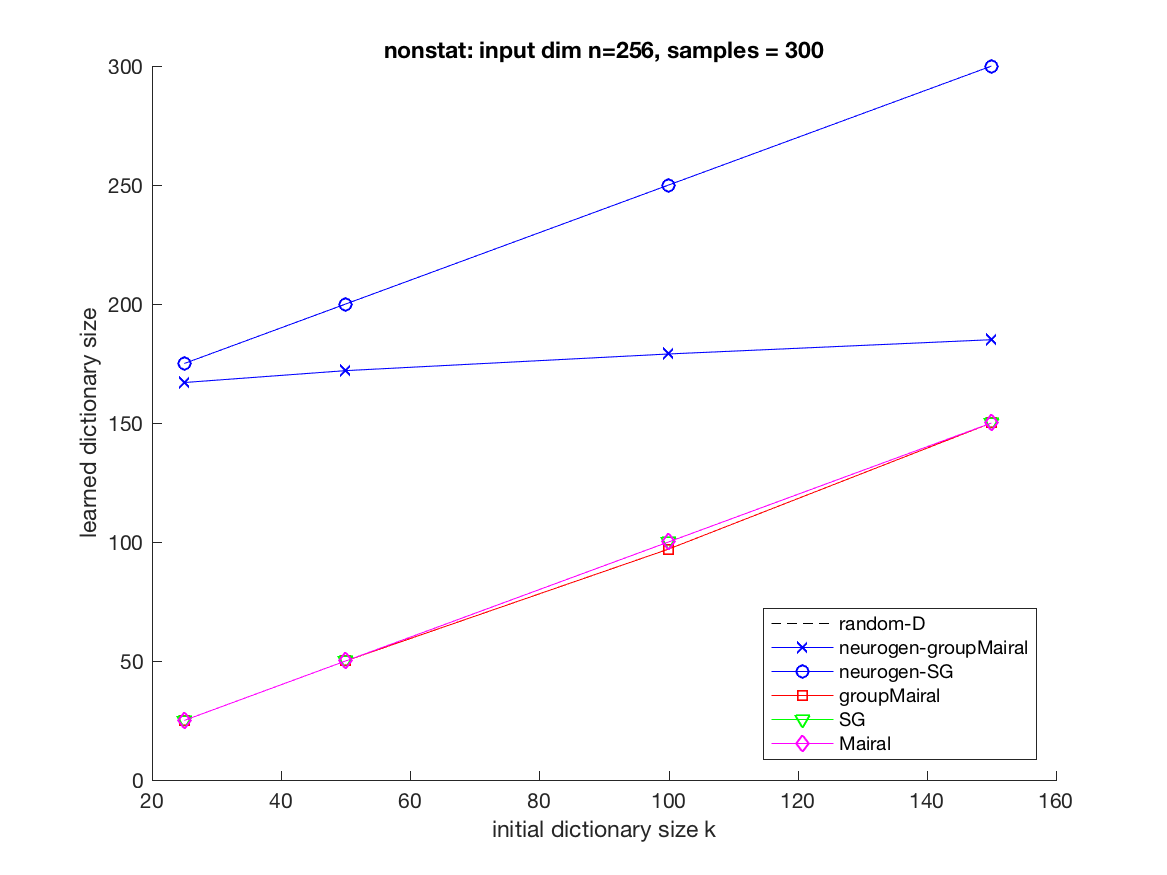 nonstat: input dim n=256, samples = 300
300
250
200
150
100
50
0
learned dictionary size
20 40 60 80 100 120 140 160
initial dictionary size k
random-D
neurogen-groupMairal
neurogen-SG
groupMairal
SG
Mairal